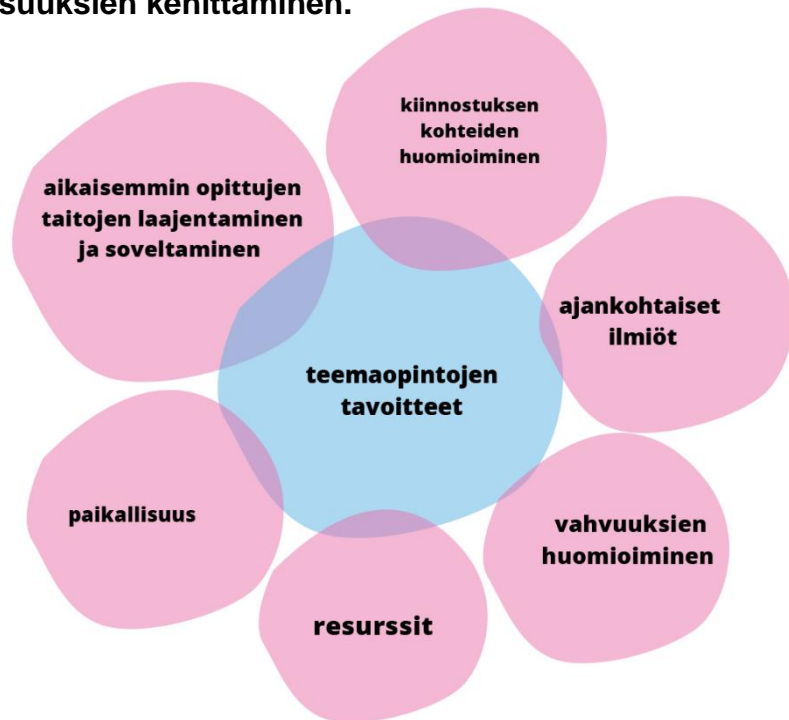 suuksien kehittäminen.
kiinnostuksen
kohteiden
huomioiminen
aikaisemmin opittujen
taitojen laajentaminen
ja soveltaminen
ajankohtaiset
ilmiöt
teemaopintojen
tavoitteet
paikallisuus
vahvuuksien
huomioiminen
resurssit